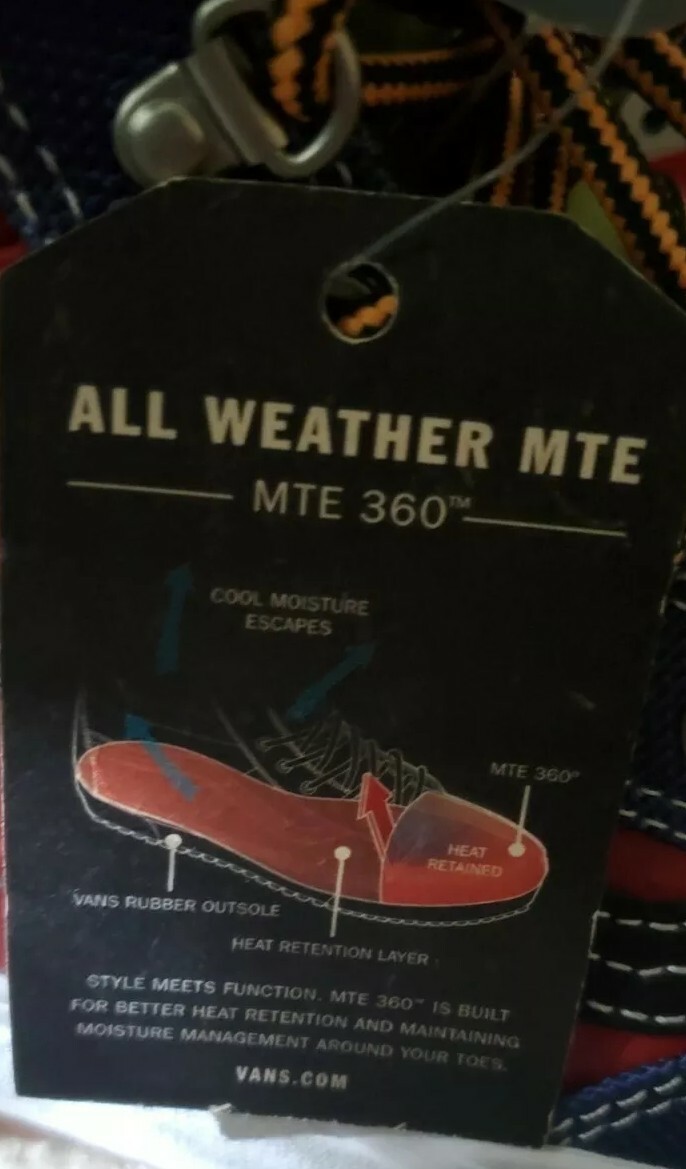 ALL WEATHER MTE
MTE 360™
COOL MOISTURE
ESCAPES
MTE 360°
HEAT
RETAINED
VANS RUBBER OUTSOLE
HEAT RETENTION LAYER
STYLE MEETS FUNCTION. MTE 360™ IS BUILT
FOR BETTER HEAT RETENTION AND MAINTAINING
MOISTURE MANAGEMENT AROUND YOUR TOES.
VANS.COM